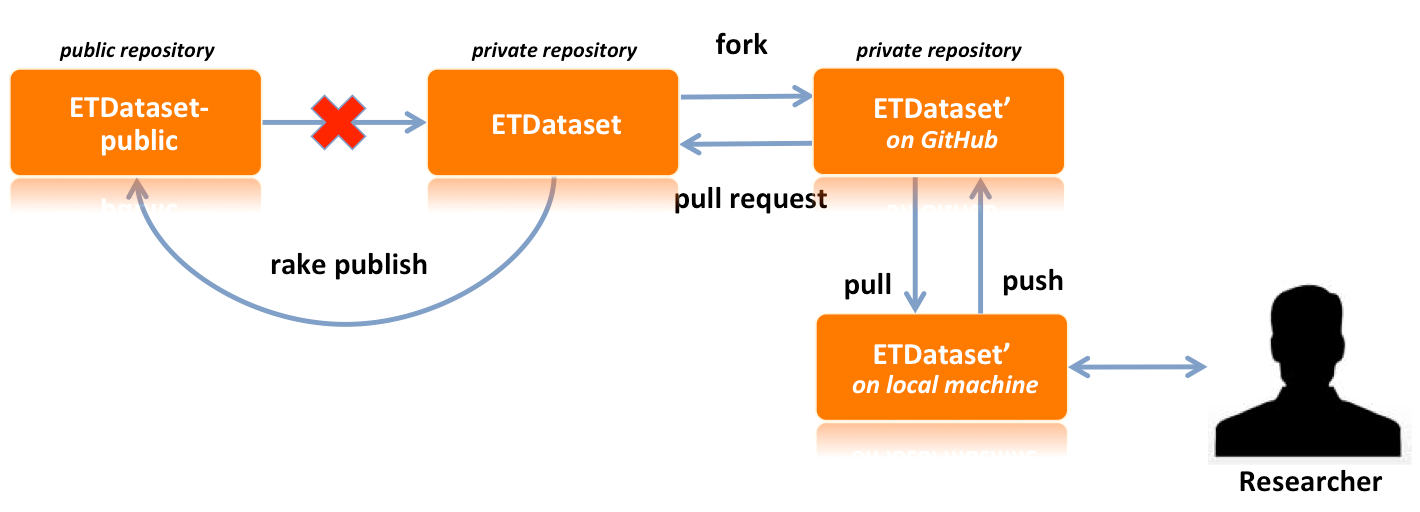 public repository
private repository
fork
private repository
ETDataset-
public
ETDataset
ETDataset’
on GitHub
pull request
rake publish
pull
push
ETDataset’
on local machine
Researcher